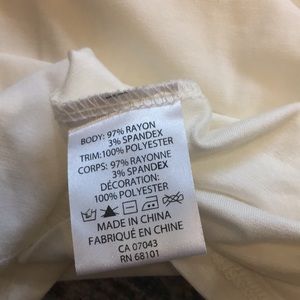 BODY: 97% RAYON
3% SPANDEX
TRIM: 100% POLYESTER
CORPS: 97% RAYONNE
3% SPANDEX
DÉCORATION:
100% POLYESTER
MADE IN CHINA
FABRIQUÉ EN CHINE
CA 07043
RN 68101